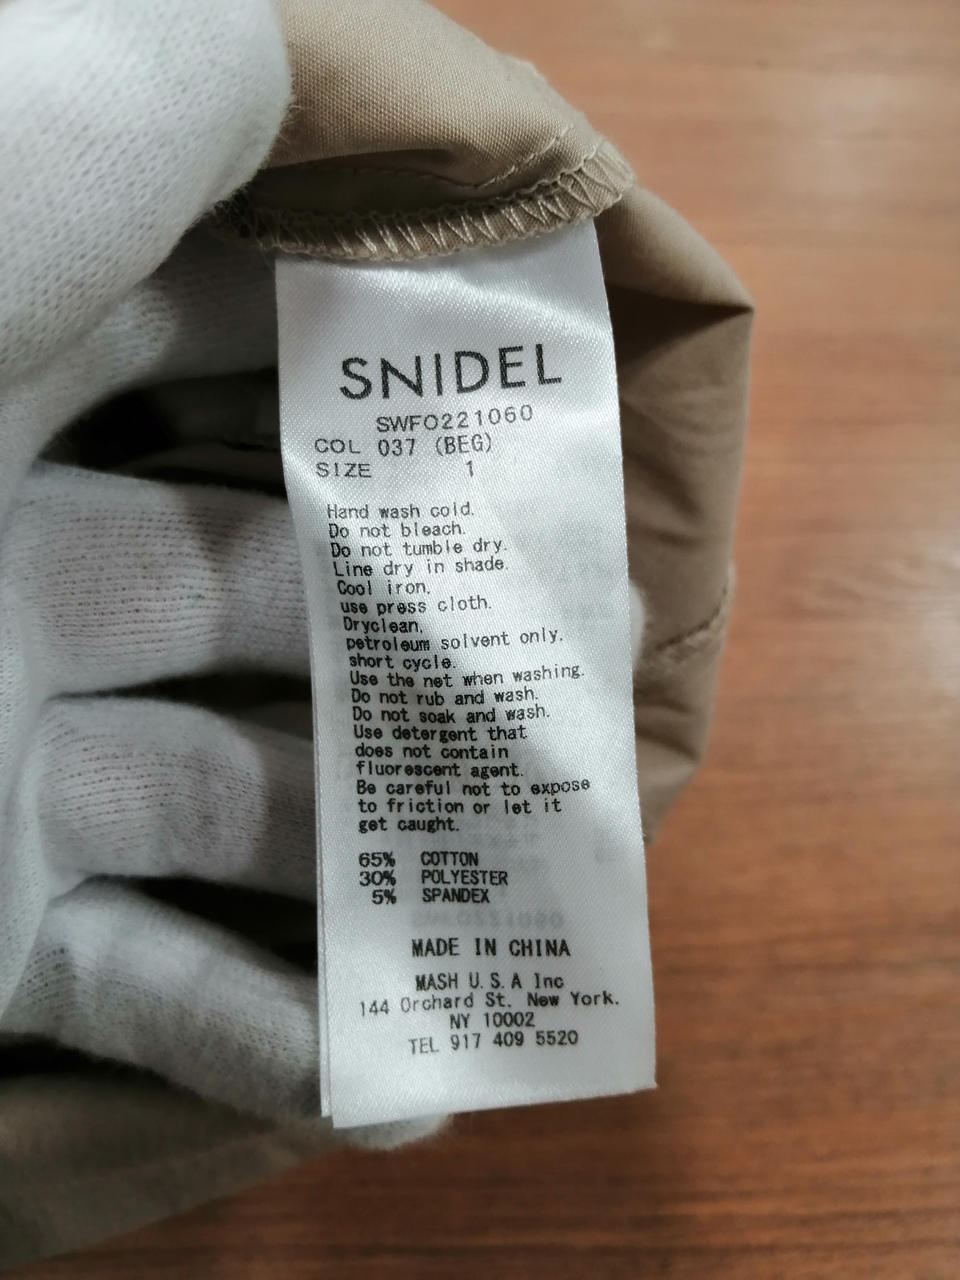 SNIDEL
SWFO221060
COL 037 (BEG)
SIZE 1
Hand wash cold.
Do not bleach.
Do not tumble dry.
Line dry in shade.
Cool iron.
use press cloth.
Dryclean.
petroleum solvent only.
short cycle.
Use the net when washing.
Do not rub and wash.
Do not soak and wash.
Use detergent that
does not contain
fluorescent agent.
Be careful not to expose
to friction or let it
get caught.
65% COTTON
30% POLYESTER
5% SPANDEX
MADE IN CHINA
MASH U.S.A Inc
144 Orchard St. New York.
NY 10002
TEL 917 409 5520